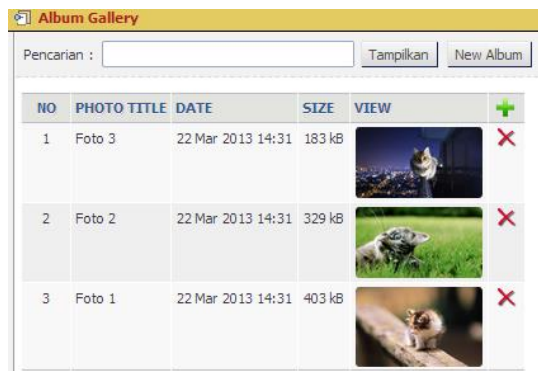 Album Gallery
Pencarian :
Tampilkan
New Album
NO PHOTO TITLE DATE SIZE VIEW
1 Foto 3 22 Mar 2013 14:31 183 kB
2 Foto 2 22 Mar 2013 14:31 329 kB
3 Foto 1 22 Mar 2013 14:31 403 kB